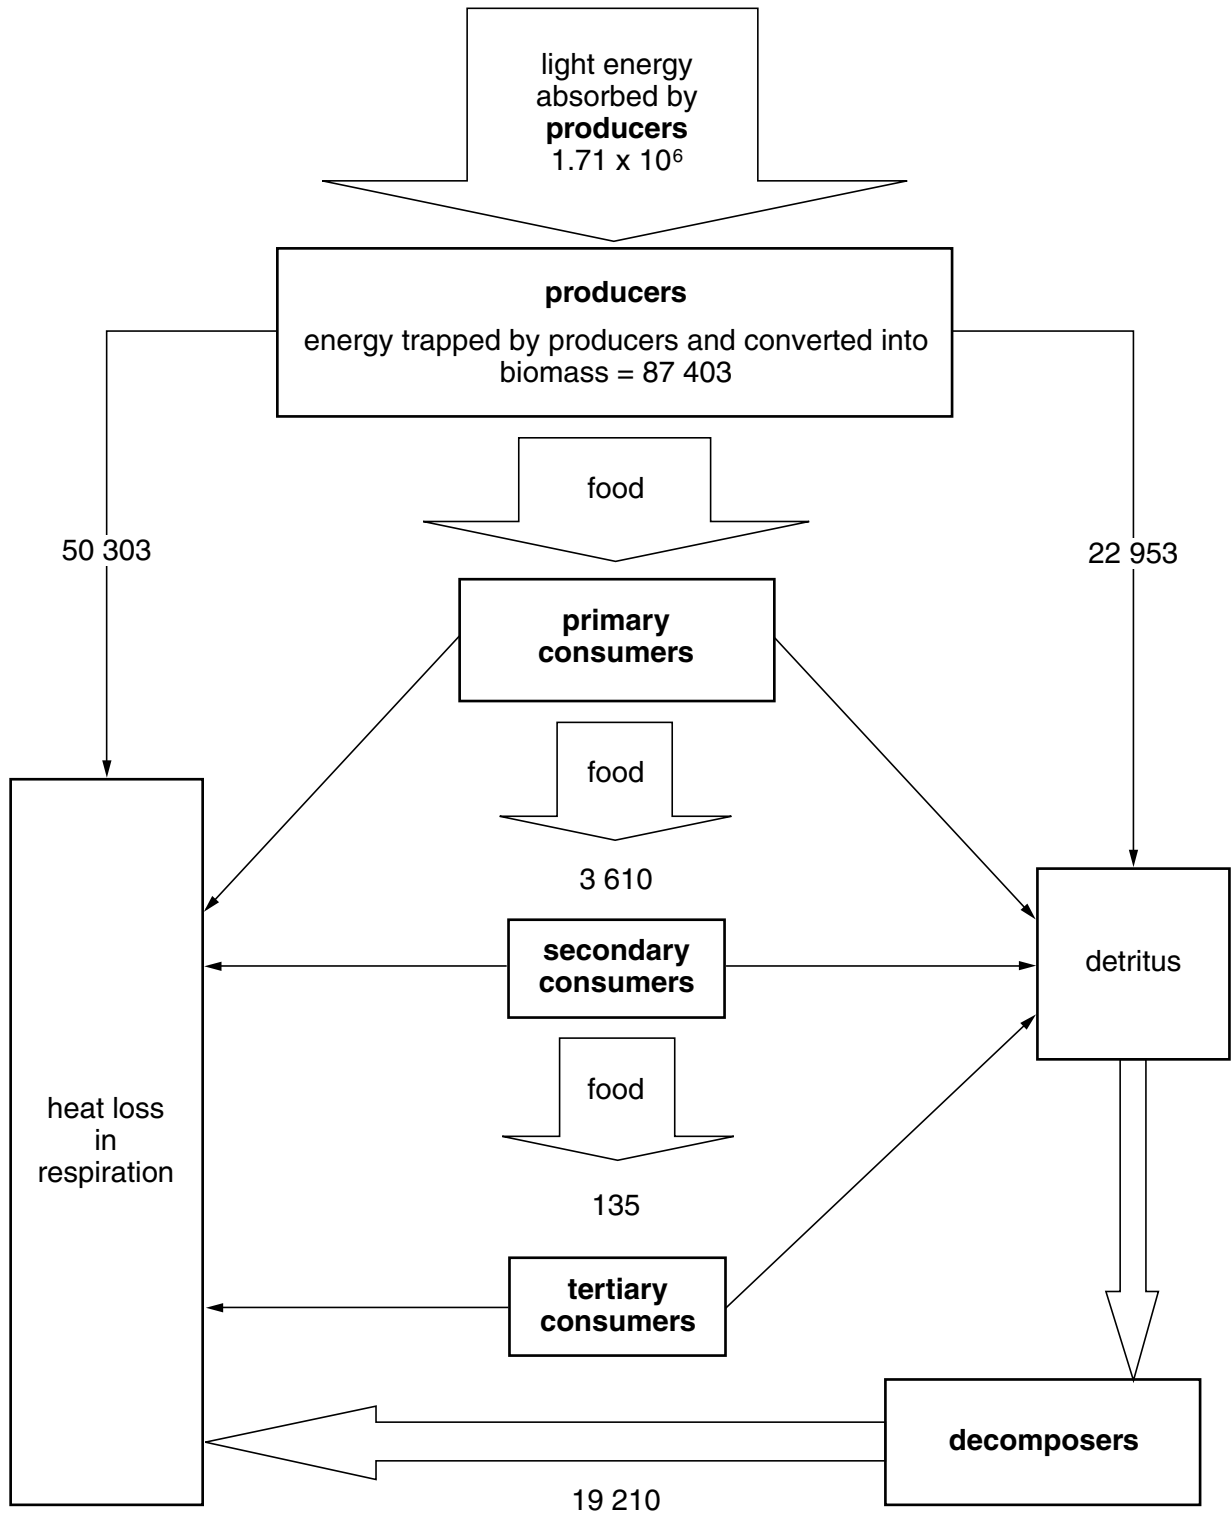 light energy
absorbed by
producers
1.71 x 10⁶
producers
energy trapped by producers and converted into
biomass = 87 403
food
50 303
22 953
primary
consumers
food
3 610
secondary
consumers
detritus
food
heat loss
in
respiration
135
tertiary
consumers
decomposers
19 210